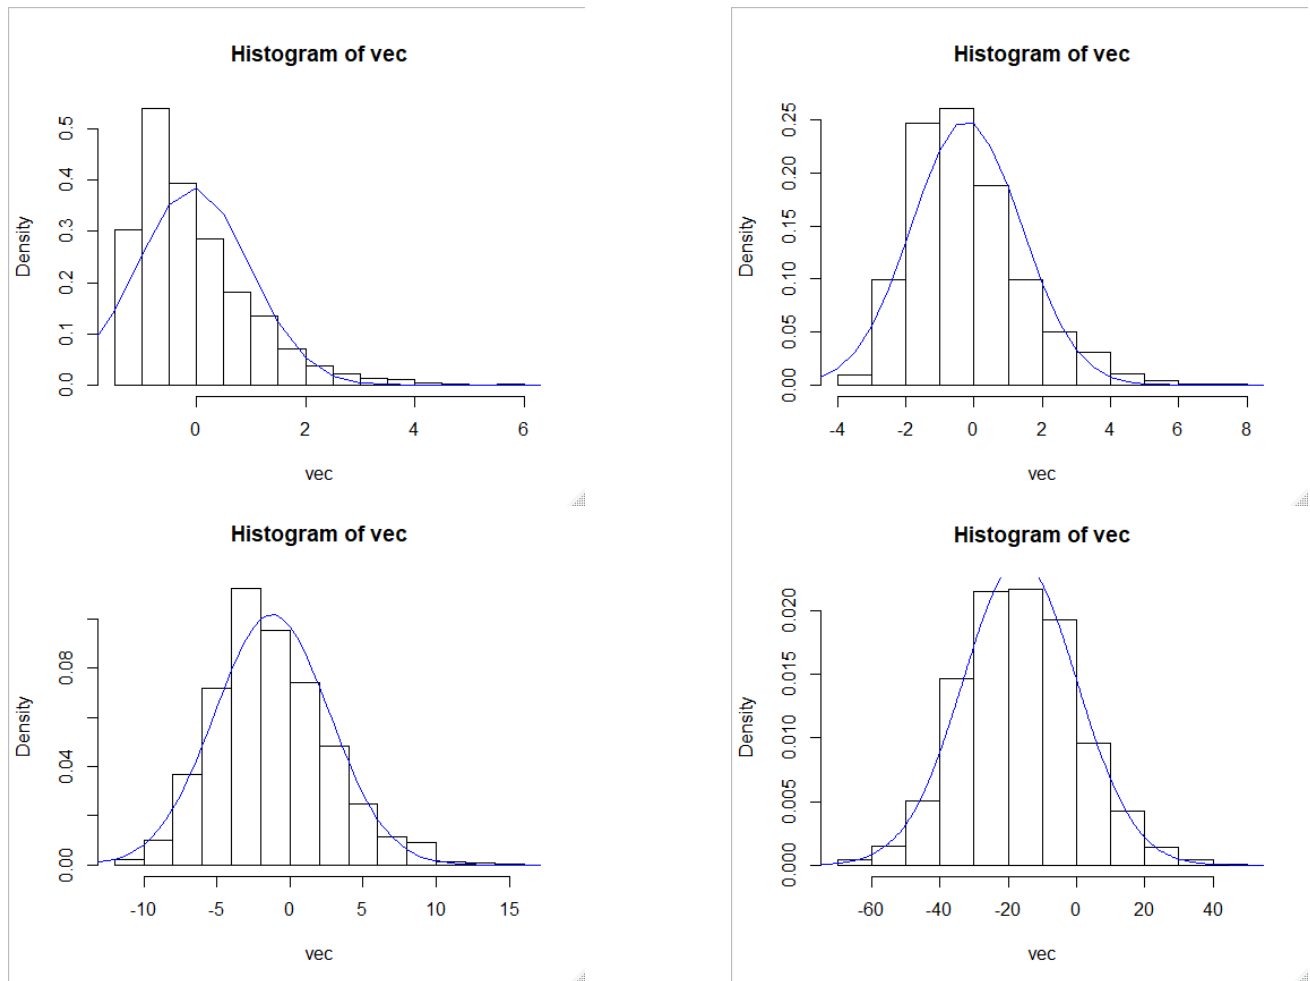 Histogram of vec
Density
0.0 0.1 0.2 0.3 0.4 0.5
0 2 4 6
vec
Histogram of vec
Density
0.00 0.05 0.10 0.15 0.20 0.25
-4 -2 0 2 4 6 8
vec
Histogram of vec
Density
0.00 0.04 0.08
-10 -5 0 5 10 15
vec
Histogram of vec
Density
0.000 0.005 0.010 0.015 0.020
-60 -40 -20 0 20 40
vec